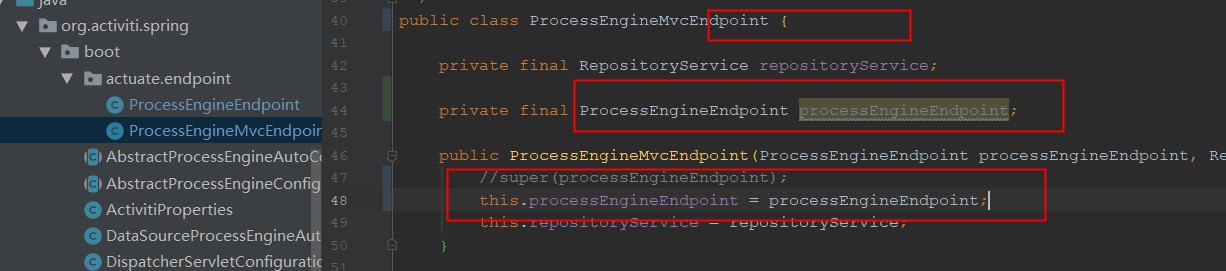 java
org.activiti.spring
boot
actuate.endpoint
ProcessEngineEndpoint
ProcessEngineMvcEndpoin
AbstractProcessEngineAutoC
AbstractProcessEngineConfig
ActivitiProperties
DataSourceProcessEngineAut
DispatcherServletConfiguratio
40 public class ProcessEngineMvcEndpoint {
41
42 private final RepositoryService repositoryService;
43
44 private final ProcessEngineEndpoint processEngineEndpoint;
45
46 public ProcessEngineMvcEndpoint(ProcessEngineEndpoint processEngineEndpoint, Re
47 //super(processEngineEndpoint);
48 this.processEngineEndpoint = processEngineEndpoint;
49 this.repositoryService = repositoryService;
50 }
51